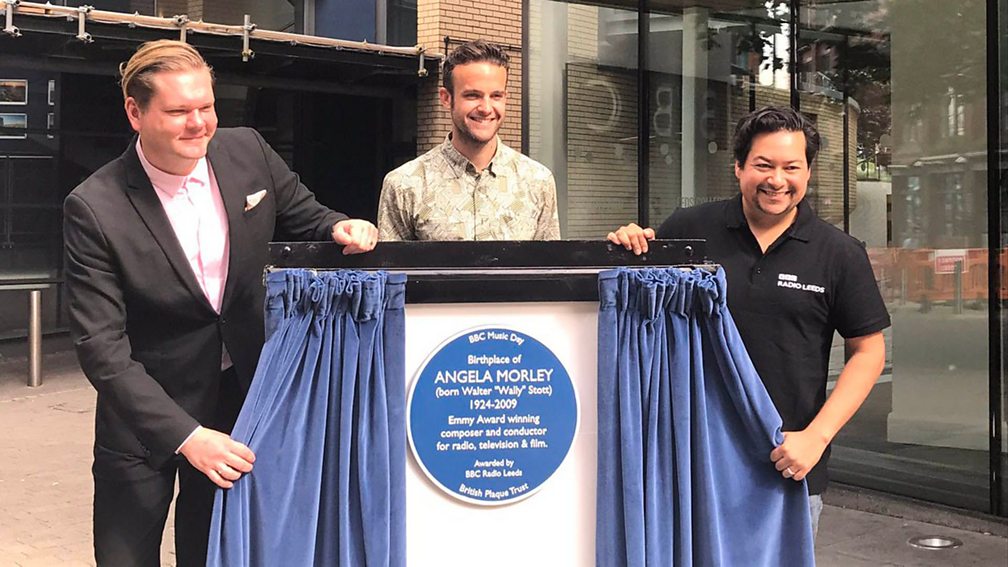 BBC Music Day
Birthplace of
ANGELA MORLEY
(born Walter "Wally" Stott)
1924-2009
Emmy Award winning
composer and conductor
for radio, television & film.
Awarded by
BBC Radio Leeds
British Plaque Trust
BBC
RADIO LEEDS